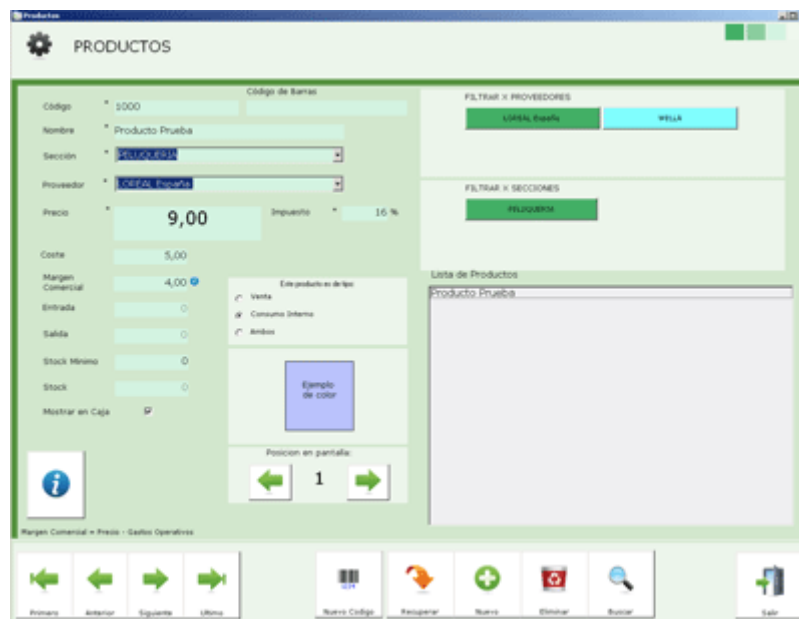 Productos
PRODUCTOS
Código de Barras
Código * 1000
Nombre * Producto Prueba
Sección * PELUQUERIA
Proveedor * LOREAL España
Precio * 9,00 Impuesto * 16 %
Coste 5,00
Margen Comercial 4,00
Entrada 0
Salida 0
Stock Minimo 0
Stock 0
Mostrar en Caja
Este producto es de tipo:
Venta
Consumo Interno
Ambos
Ejemplo
de color
Posicion en pantalla:
1
FILTRAR X PROVEEDORES
LOREAL España WELLA
FILTRAR X SECCIONES
PELUQUERIA
Lista de Productos
Producto Prueba
Margen Comercial = Precio - Gastos Operativos
Primero Anterior Siguiente Ultimo Nuevo Codigo Recuperar Nuevo Eliminar Buscar Salir